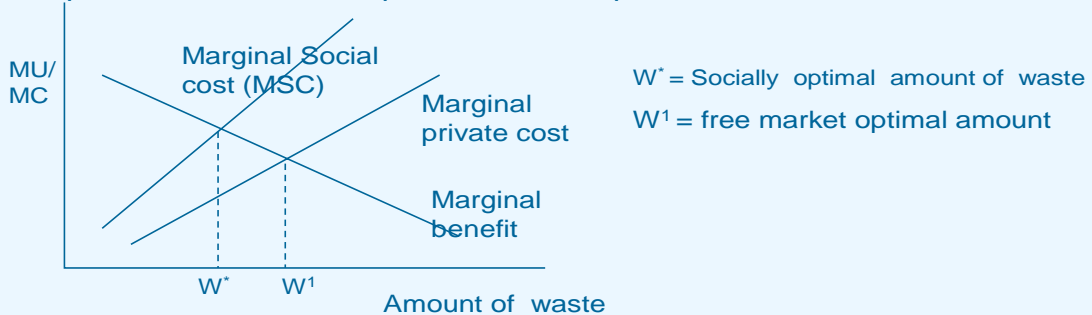 Marginal Social
cost (MSC)
MU/
MC
W* = Socially optimal amount of waste
Marginal
private cost
W¹ = free market optimal amount
Marginal
benefit
W* W¹
Amount of waste